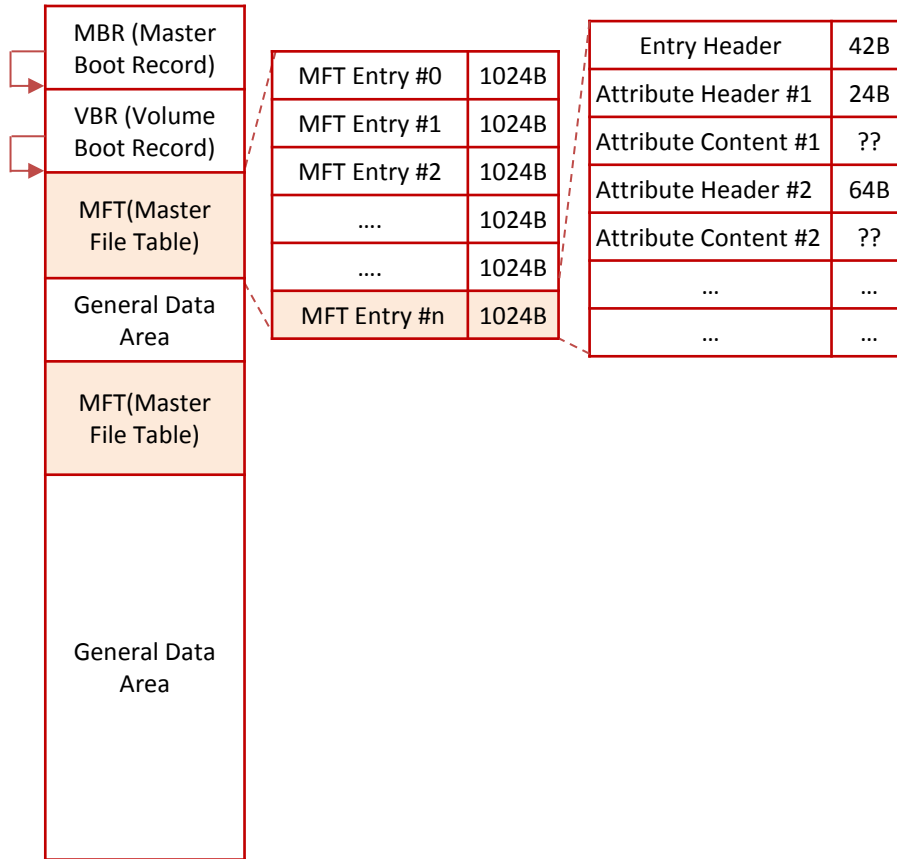 MBR (Master
Boot Record)
VBR (Volume
Boot Record)
MFT(Master
File Table)
General Data
Area
MFT(Master
File Table)
General Data
Area
MFT Entry #0 1024B
MFT Entry #1 1024B
MFT Entry #2 1024B
.... 1024B
.... 1024B
MFT Entry #n 1024B
Entry Header 42B
Attribute Header #1 24B
Attribute Content #1 ??
Attribute Header #2 64B
Attribute Content #2 ??
... ...
... ...